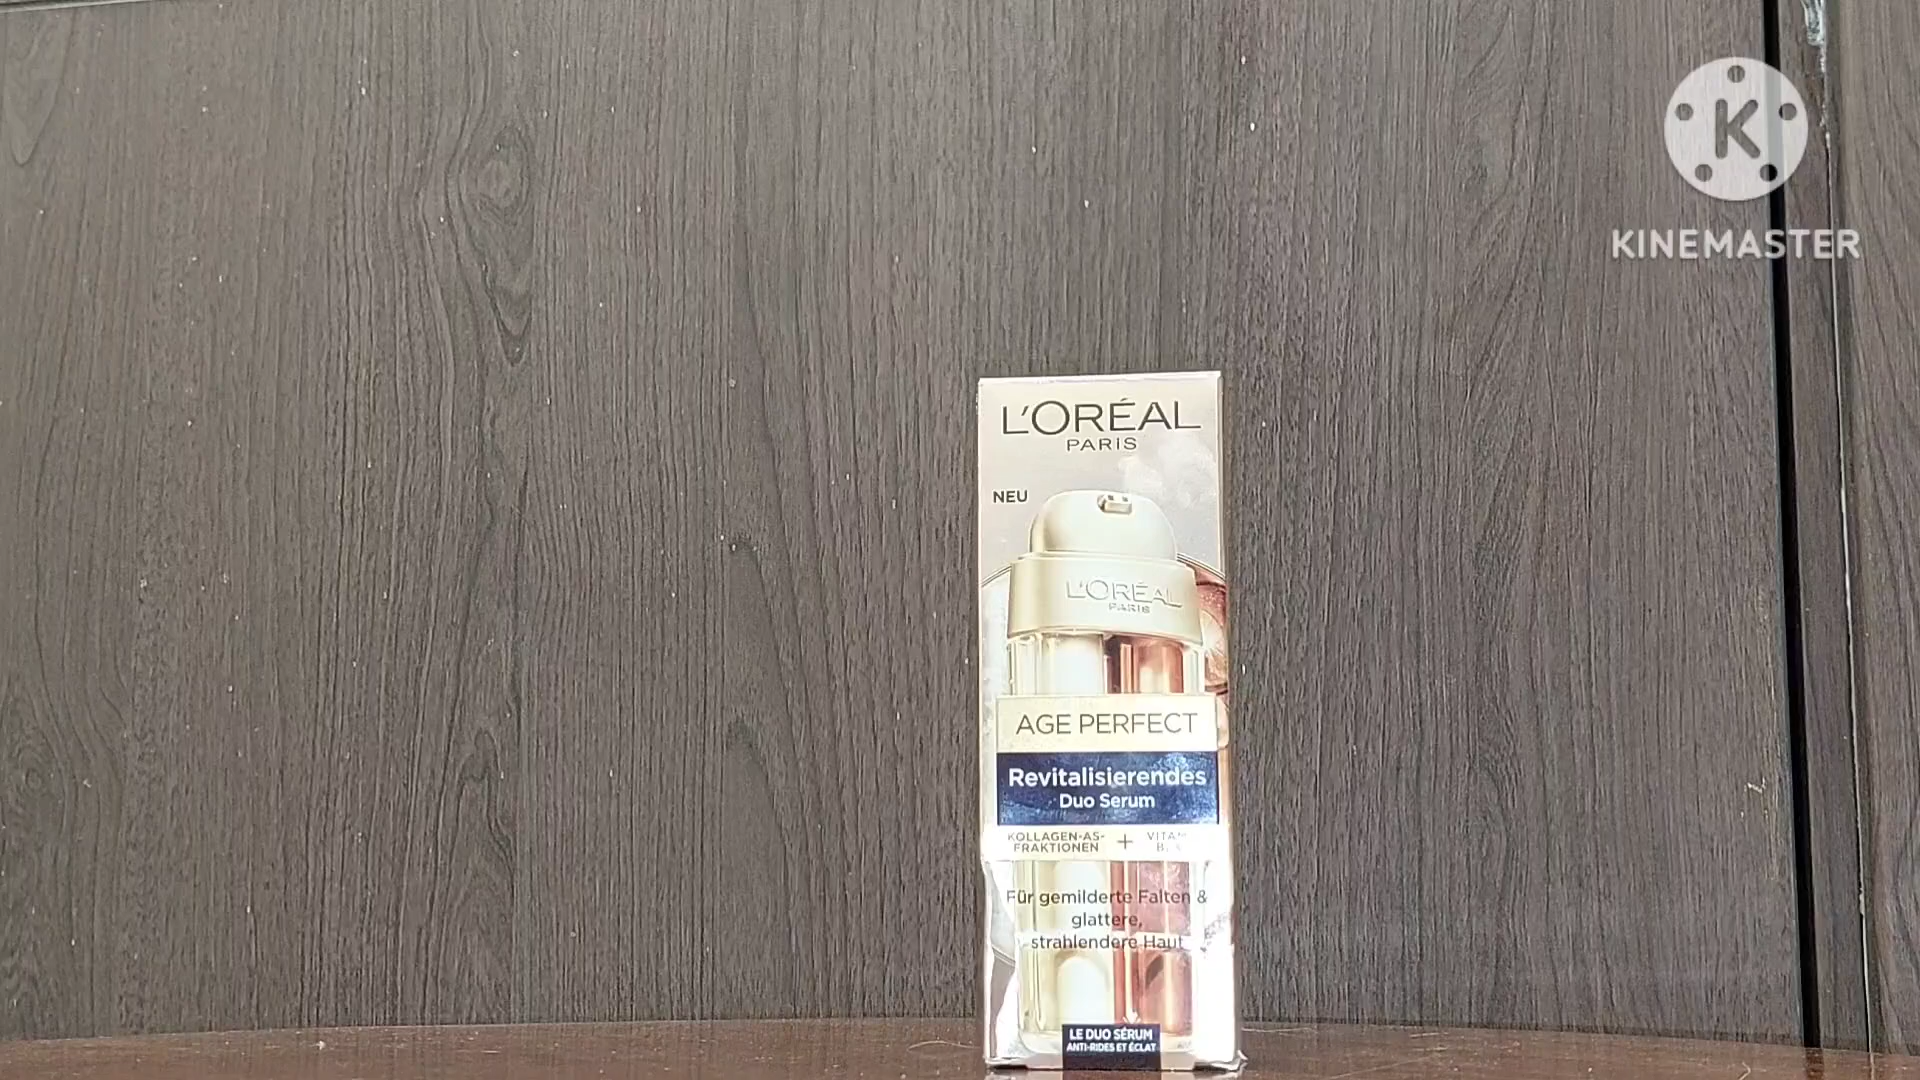 K
KINEMASTER
L'ORÉAL
PARIS
NEU
L'ORÉAL
PARIS
AGE PERFECT
Revitalisierendes
Duo Serum
KOLLAGEN-AS-
FRAKTIONEN +
Für gemilderte Falten &
glattere,
strahlendere Haut
LE DUO SÉRUM
ANTI-RIDES ET ÉCLAT